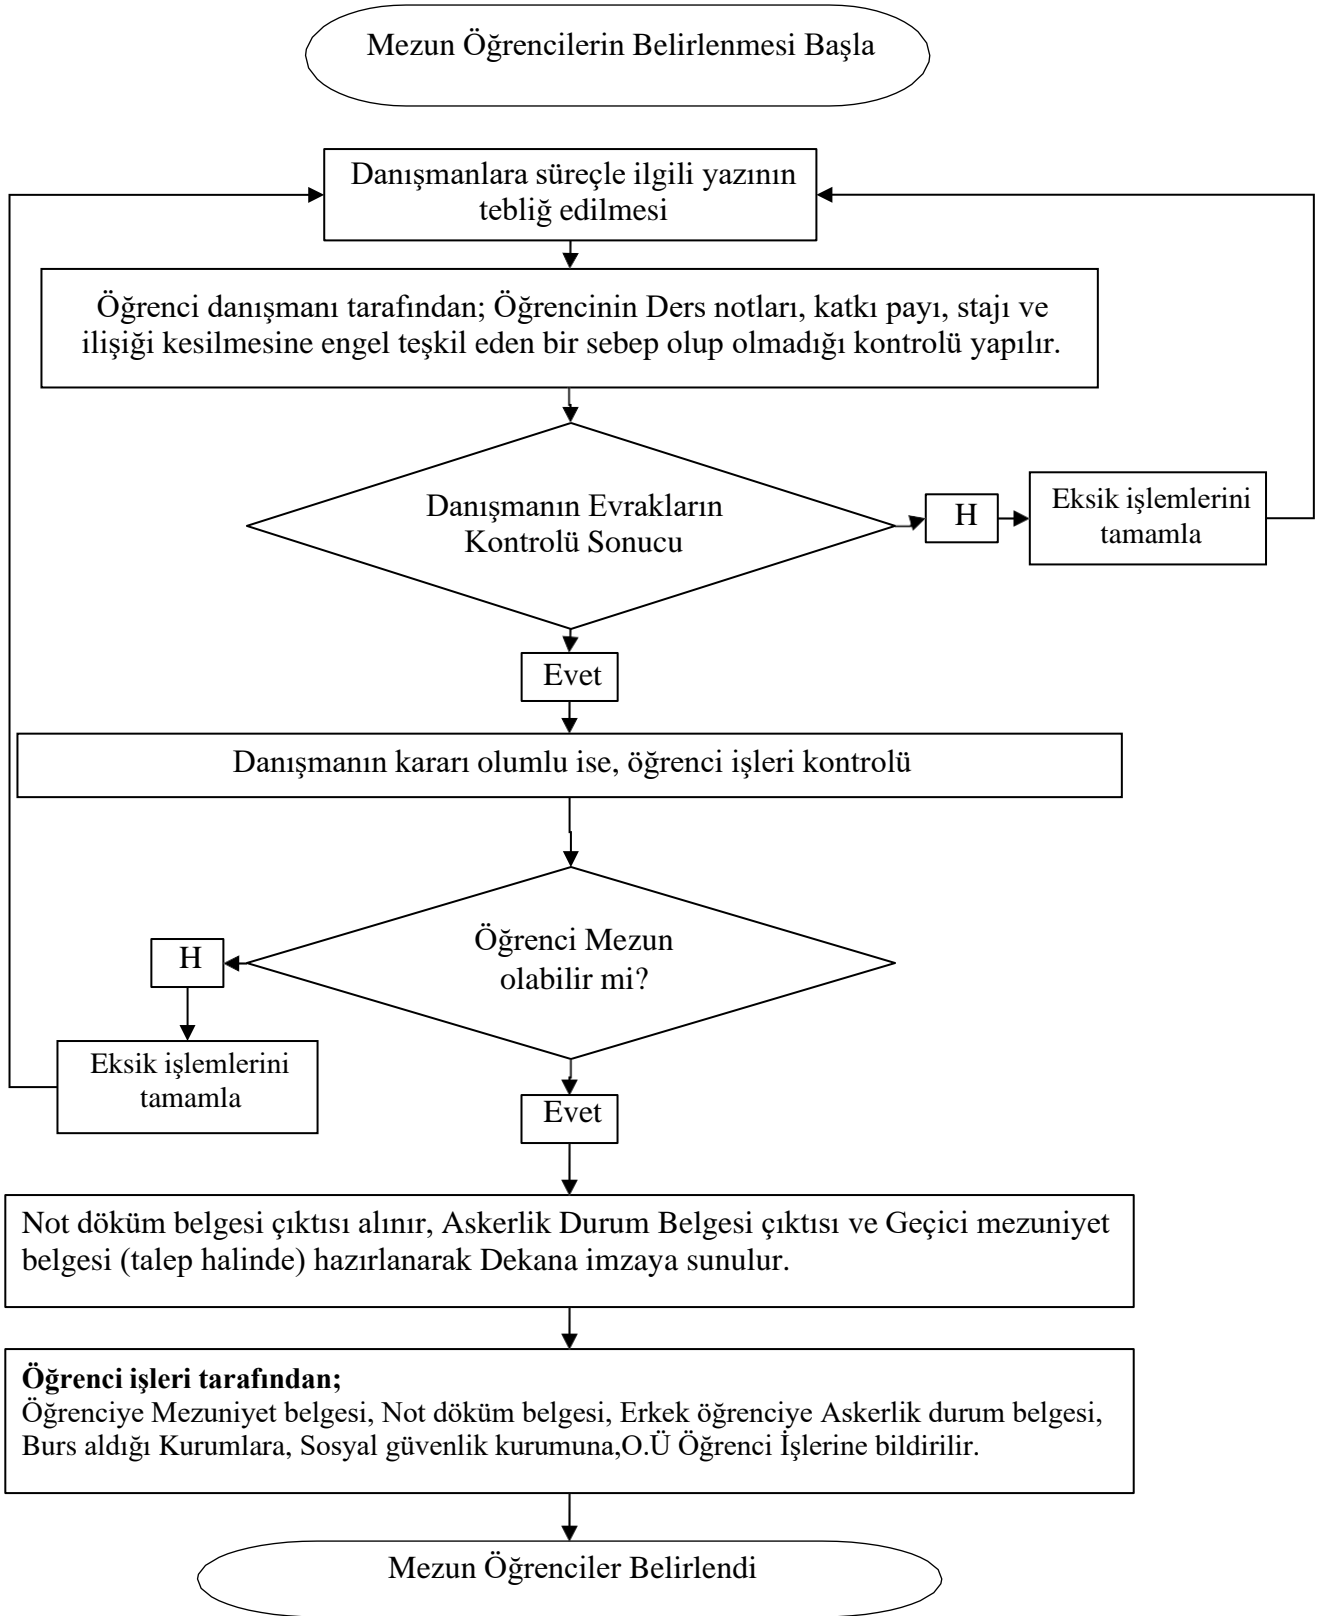 Mezun Öğrencilerin Belirlenmesi Başla
Danışmanlara süreçle ilgili yazının
tebliğ edilmesi
Öğrenci danışmanı tarafından; Öğrencinin Ders notları, katkı payı, stajı ve
ilişiği kesilmesine engel teşkil eden bir sebep olup olmadığı kontrolü yapılır.
Danışmanın Evrakların
Kontrolü Sonucu
H
Eksik işlemlerini
tamamla
Evet
Danışmanın kararı olumlu ise, öğrenci işleri kontrolü
Öğrenci Mezun
olabilir mi?
H
Eksik işlemlerini
tamamla
Evet
Not döküm belgesi çıktısı alınır, Askerlik Durum Belgesi çıktısı ve Geçici mezuniyet
belgesi (talep halinde) hazırlanarak Dekana imzaya sunulur.
Öğrenci işleri tarafından;
Öğrenciye Mezuniyet belgesi, Not döküm belgesi, Erkek öğrenciye Askerlik durum belgesi,
Burs aldığı Kurumlara, Sosyal güvenlik kurumuna,O.Ü Öğrenci İşlerine bildirilir.
Mezun Öğrenciler Belirlendi